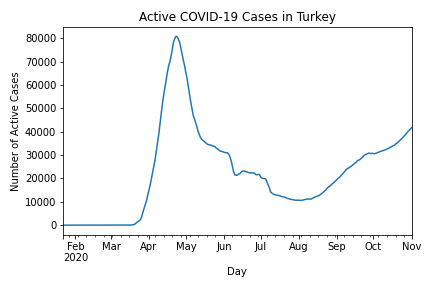 Active COVID-19 Cases in Turkey
Number of Active Cases
80000
70000
60000
50000
40000
30000
20000
10000
0
Feb Mar Apr May Jun Jul Aug Sep Oct Nov
2020
Day